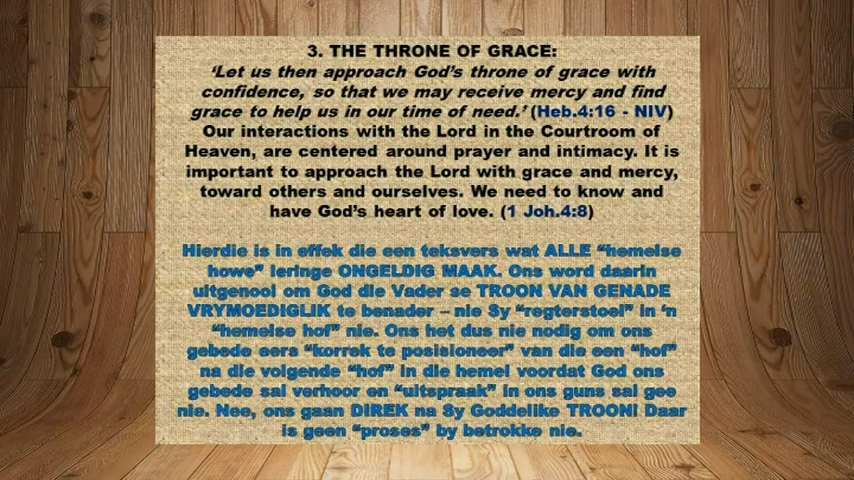 3. THE THRONE OF GRACE:
‘Let us then approach God’s throne of grace with
confidence, so that we may receive mercy and find
grace to help us in our time of need.’ (Heb.4:16 - NIV)
Our interactions with the Lord in the Courtroom of
Heaven, are centered around prayer and intimacy. It is
important to approach the Lord with grace and mercy,
toward others and ourselves. We need to know and
have God’s heart of love. (1 Joh.4:8)
Hierdie is in effek die een teksvers wat ALLE “hemelse
howe” leringe ONGELDIG MAAK. Ons word daarin
uitgenooi om God die Vader se TROON VAN GENADE
VRYMOEDIGLIK te benader – nie Sy “regterstoel” in ‘n
“hemelse hof” nie. Ons het dus nie nodig om ons
gebede eers “korrek te posisioneer” van die een “hof”
na die volgende “hof” in die hemel voordat God ons
gebede sal verhoor en “uitspraak” in ons guns sal gee
nie. Nee, ons gaan DIREK na Sy Goddelike TROON! Daar
is geen “proses” by betrokke nie.